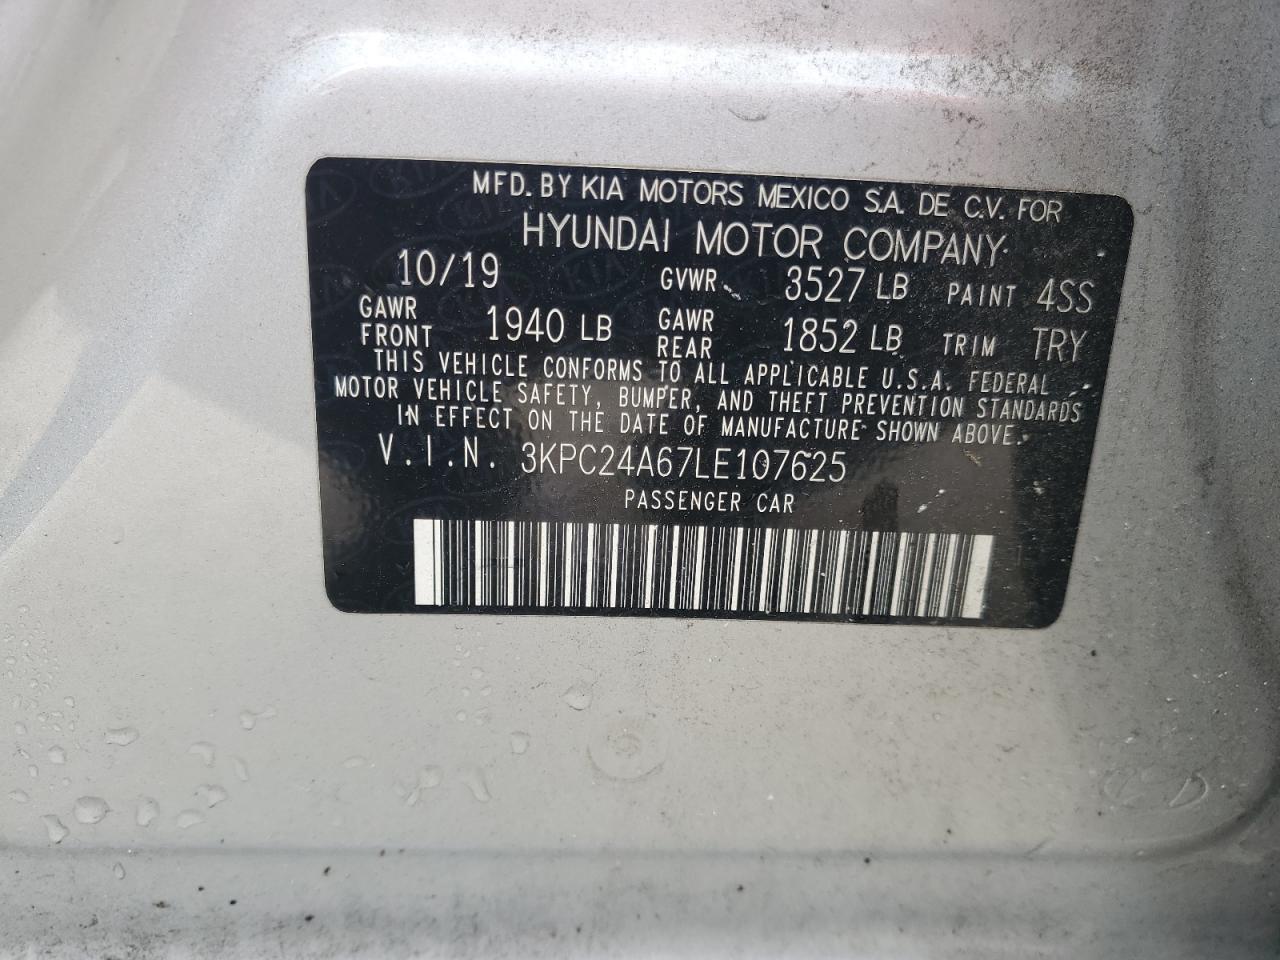 MFD. BY KIA MOTORS MEXICO S.A. DE C.V. FOR
HYUNDAI MOTOR COMPANY
10/19 GVWR 3527 LB PAINT 4SS
GAWR FRONT 1940 LB GAWR REAR 1852 LB TRIM TRY
THIS VEHICLE CONFORMS TO ALL APPLICABLE U.S.A. FEDERAL
MOTOR VEHICLE SAFETY, BUMPER, AND THEFT PREVENTION STANDARDS
IN EFFECT ON THE DATE OF MANUFACTURE SHOWN ABOVE.
V.I.N. 3KPC24A67LE107625
PASSENGER CAR